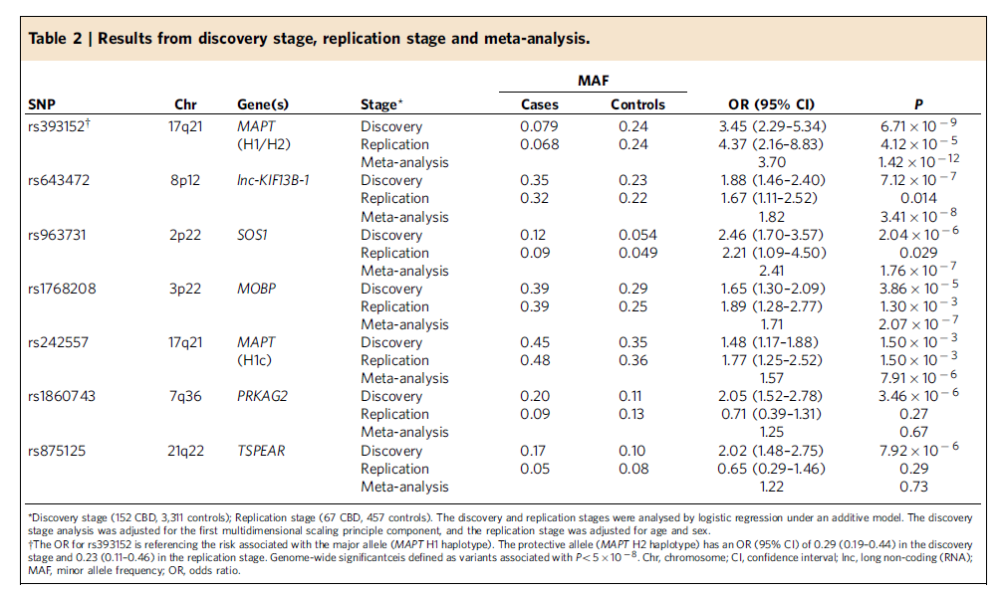 Table 2 | Results from discovery stage, replication stage and meta-analysis.
MAF
SNP Chr Gene(s) Stage* Cases Controls OR (95% CI) P
rs393152† 17q21 MAPT Discovery 0.079 0.24 3.45 (2.29–5.34) 6.71 × 10−9
(H1/H2) Replication 0.068 0.24 4.37 (2.16–8.83) 4.12 × 10−5
Meta-analysis 3.70 1.42 × 10−12
rs643472 8p12 lnc-KIF13B-1 Discovery 0.35 0.23 1.88 (1.46–2.40) 7.12 × 10−7
Replication 0.32 0.22 1.67 (1.11–2.52) 0.014
Meta-analysis 1.82 3.41 × 10−8
rs963731 2p22 SOS1 Discovery 0.12 0.054 2.46 (1.70–3.57) 2.04 × 10−6
Replication 0.09 0.049 2.21 (1.09–4.50) 0.029
Meta-analysis 2.41 1.76 × 10−7
rs1768208 3p22 MOBP Discovery 0.39 0.29 1.65 (1.30–2.09) 3.86 × 10−5
Replication 0.39 0.25 1.89 (1.28–2.77) 1.30 × 10−3
Meta-analysis 1.71 2.07 × 10−7
rs242557 17q21 MAPT Discovery 0.45 0.35 1.48 (1.17–1.88) 1.50 × 10−3
(H1c) Replication 0.48 0.36 1.77 (1.25–2.52) 1.50 × 10−3
Meta-analysis 1.57 7.91 × 10−6
rs1860743 7q36 PRKAG2 Discovery 0.20 0.11 2.05 (1.52–2.78) 3.46 × 10−6
Replication 0.09 0.13 0.71 (0.39–1.31) 0.27
Meta-analysis 1.25 0.67
rs875125 21q22 TSPEAR Discovery 0.17 0.10 2.02 (1.48–2.75) 7.92 × 10−6
Replication 0.05 0.08 0.65 (0.29–1.46) 0.29
Meta-analysis 1.22 0.73
*Discovery stage (152 CBD, 3,311 controls); Replication stage (67 CBD, 457 controls). The discovery and replication stages were analysed by logistic regression under an additive model. The discovery
stage analysis was adjusted for the first multidimensional scaling principle component, and the replication stage was adjusted for age and sex.
†The OR for rs393152 is referencing the risk associated with the major allele (MAPT H1 haplotype). The protective allele (MAPT H2 haplotype) has an OR (95% CI) of 0.29 (0.19–0.44) in the discovery
stage and 0.23 (0.11–0.46) in the replication stage. Genome-wide significantceis defined as variants associated with P<5 × 10−8. Chr, chromosome; CI, confidence interval; lnc, long non-coding (RNA);
MAF, minor allele frequency; OR, odds ratio.